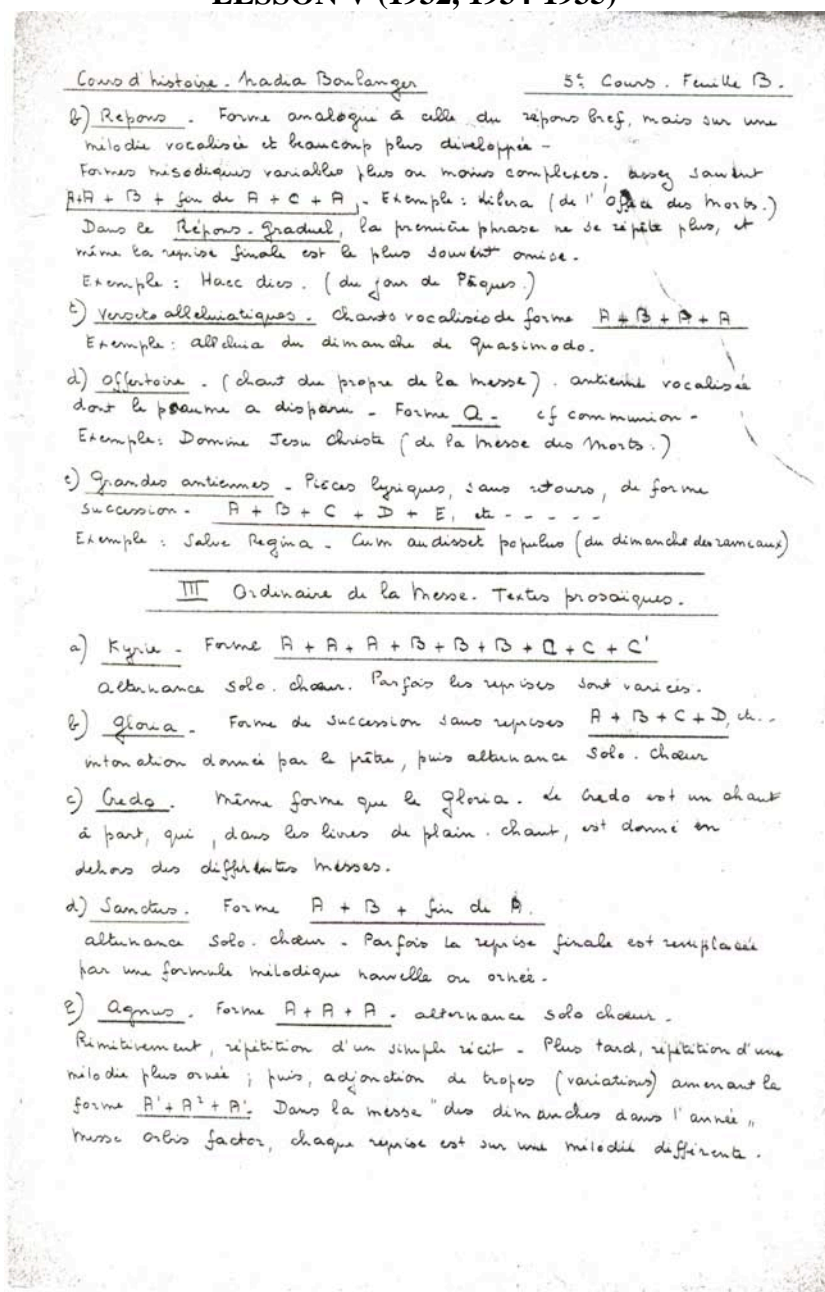 LESSON V (1932, 1934-1935)
Cours d'histoire - Nadia Boulanger 5e Cours. Feuille B.
b) Repons. Forme analogue à celle du répons bref, mais sur une
mélodie vocalisée et beaucoup plus développée -
Formes mélodiques variables plus ou moins complexes. assez souvent
A+A + B + fin de A + C + A. Exemple : Libera (de l'Office des Morts.)
Dans le Répons-Graduel, la première phrase ne se répète plus, et
même la reprise finale est le plus souvent omise.
Exemple : Haec dies. (du jour de Pâques.)
c) Versets alleluiatiques. Chants vocalisés de forme A + B + A + A
Exemple : alleluia du dimanche de Quasimodo.
d) Offertoire. (chant du propre de la messe). antienne vocalisée
dont le psaume a disparu - Forme A - cf communion -
Exemple : Domine Jesu Christe (de la Messe des Morts.)
e) Grandes antiennes - Pièces lyriques, sans retours, de forme
succession - A + B + C + D + E, etc - - - - -
Exemple : Salve Regina - Cum audisset populus (du dimanche des rameaux)
III Ordinaire de la Messe. Textes prosaïques.
a) Kyrie - Forme A + A + A + B + B + B + C + C + C'
alternance solo. chœur. Parfois les reprises sont variées.
b) Gloria. Forme de succession sans reprises A + B + C + D, etc...
intonation donnée par le prêtre, puis alternance solo. chœur
c) Credo. Même forme que le Gloria. Le Credo est un chant
à part, qui, dans les livres de plain-chant, est donné en
dehors des différentes messes.
d) Sanctus. Forme A + B + fin de A.
alternance solo. chœur - Parfois la reprise finale est remplacée
par une formule mélodique nouvelle ou ornée.
e) Agnus. Forme A + A + A. alternance solo chœur.
Primitivement, répétition d'un simple récit - Plus tard, répétition d'une
mélodie plus ornée ; puis, adjonction de tropes (variations) amenant la
forme A' + A² + A'. Dans la messe "des dimanches dans l'année"
messe orbis factor, chaque reprise est sur une mélodie différente.